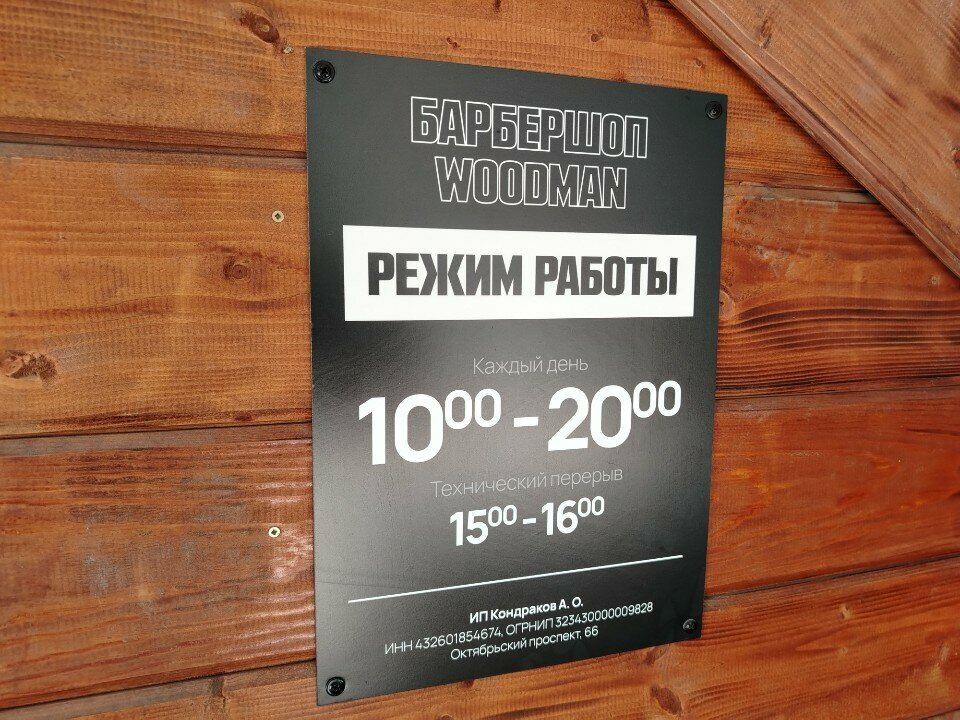 БАРБЕРШОП
WOODMAN
РЕЖИМ РАБОТЫ
Каждый день
10⁰⁰ - 20⁰⁰
Технический перерыв
15⁰⁰ - 16⁰⁰
ИП Кондраков А. О.
ИНН 432601854674, ОГРНИП 323430000009828
Октябрьский проспект, 66